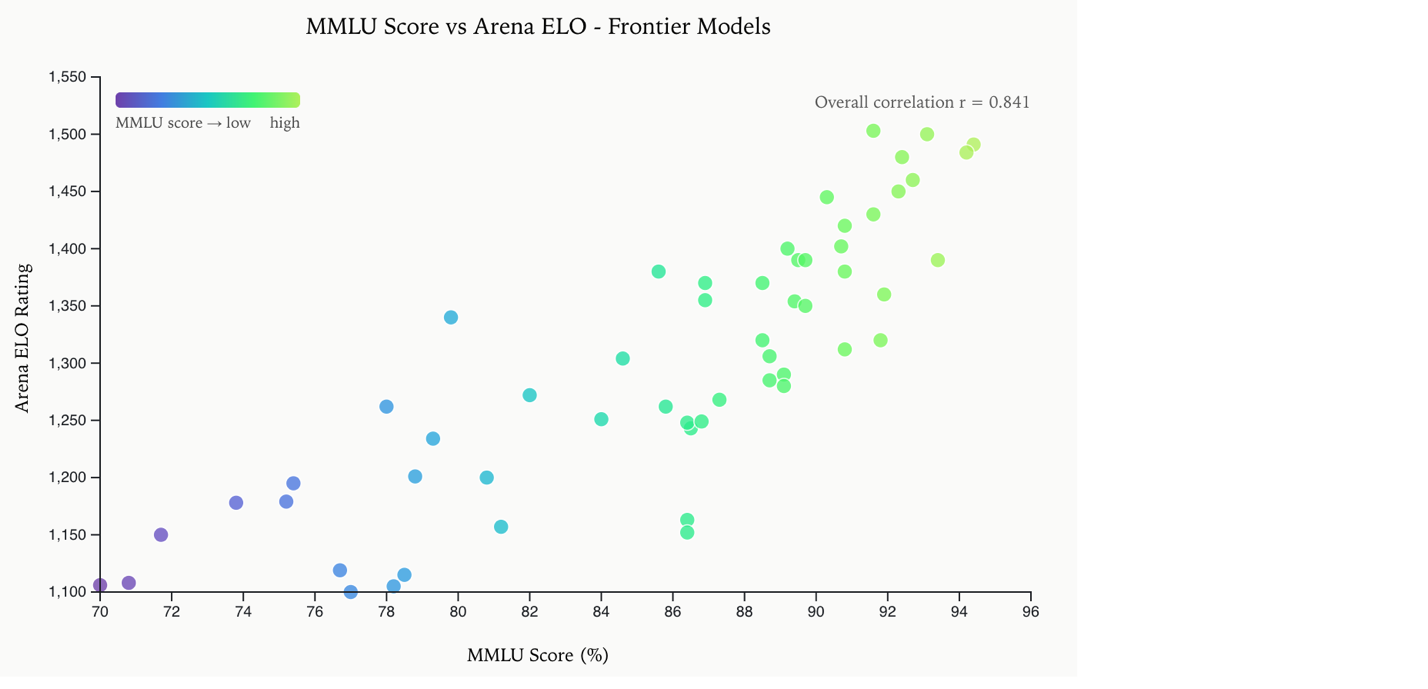 MMLU Score vs Arena ELO - Frontier Models
1,550
MMLU score → low high
Overall correlation r = 0.841
1,500
1,450
1,400
1,350
1,300
1,250
1,200
1,150
1,100
Arena ELO Rating
70 72 74 76 78 80 82 84 86 88 90 92 94 96
MMLU Score (%)